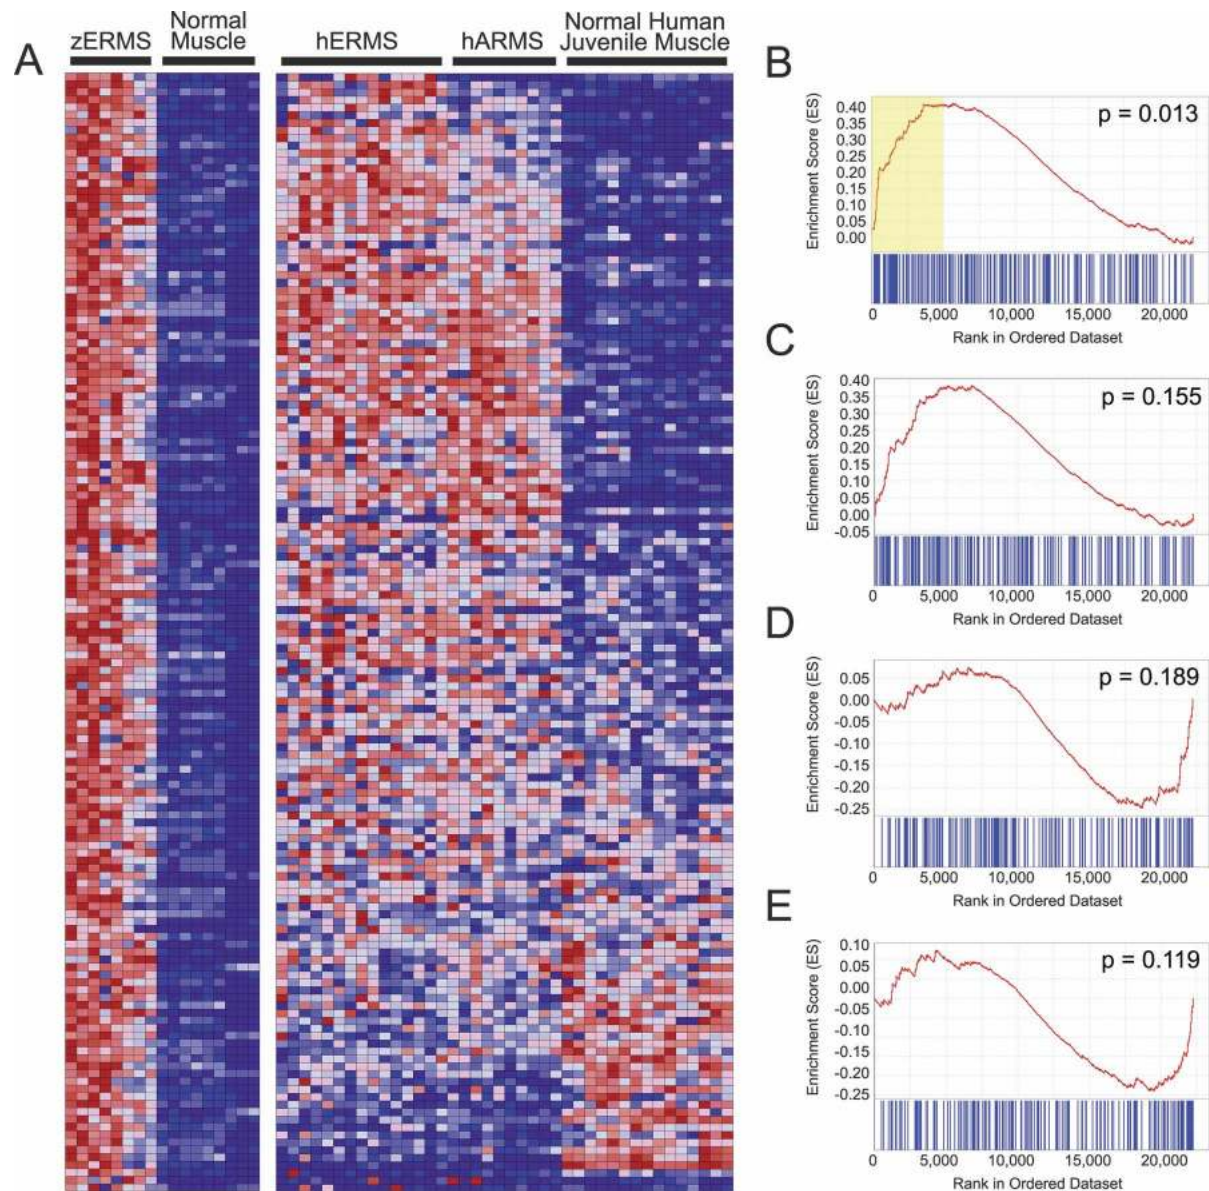 A
zERMS
Normal
Muscle
hERMS
hARMS
Normal Human
Juvenile Muscle
B
Enrichment Score (ES)
0.40
0.35
0.30
0.25
0.20
0.15
0.10
0.05
0.00
p = 0.013
0 5,000 10,000 15,000 20,000
Rank in Ordered Dataset
C
Enrichment Score (ES)
0.40
0.35
0.30
0.25
0.20
0.15
0.10
0.05
0.00
-0.05
p = 0.155
0 5,000 10,000 15,000 20,000
Rank in Ordered Dataset
D
Enrichment Score (ES)
0.05
0.00
-0.05
-0.10
-0.15
-0.20
-0.25
p = 0.189
0 5,000 10,000 15,000 20,000
Rank in Ordered Dataset
E
Enrichment Score (ES)
0.10
0.05
0.00
-0.05
-0.10
-0.15
-0.20
-0.25
p = 0.119
0 5,000 10,000 15,000 20,000
Rank in Ordered Dataset